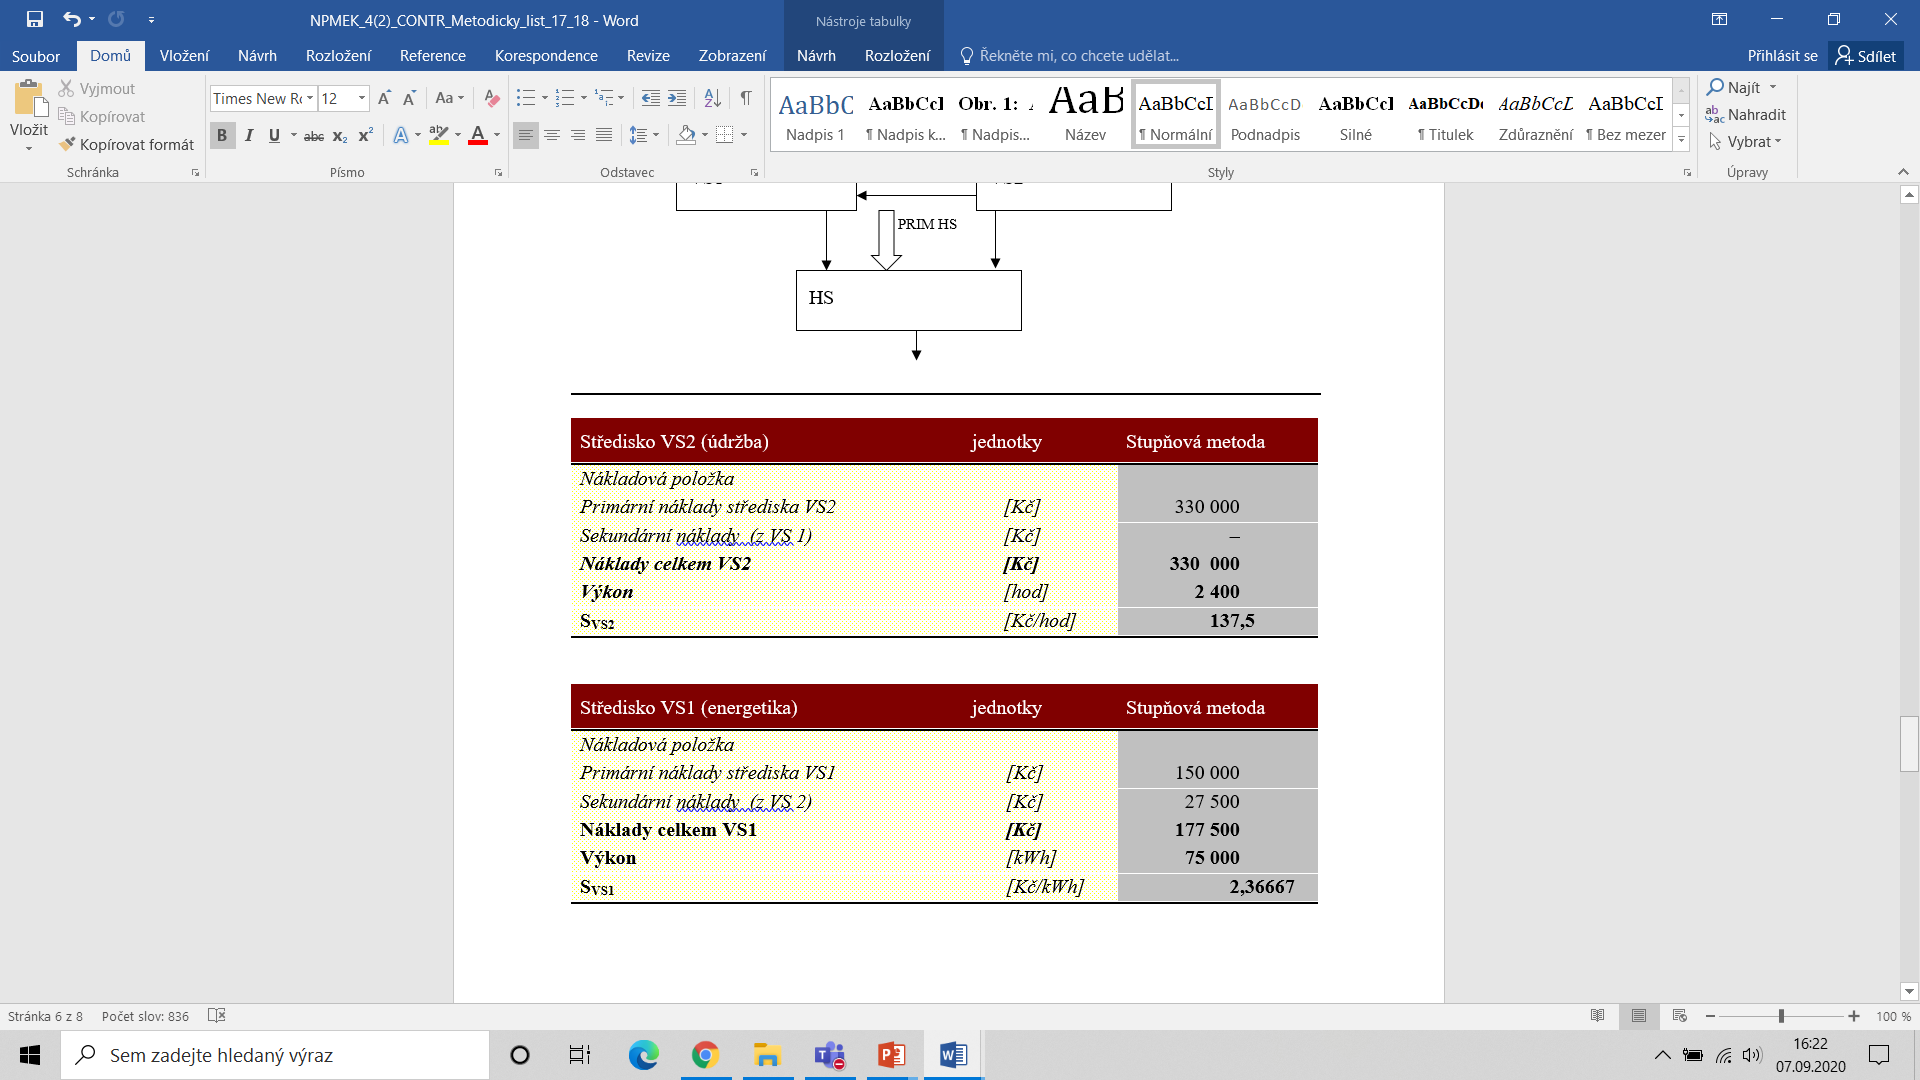 NPMEK_4(2)_CONTR_Metodicky_list_17_18 - Word
Nástroje tabulky
Soubor Domů Vložení Návrh Rozložení Reference Korespondence Revize Zobrazení Návrh Rozložení Řekněte mi, co chcete udělat... Přihlásit se Sdílet
Vložit
Vyjmout
Kopírovat
Kopírovat formát
Schránka
Times New Ro 12
Písmo
Odstavec
AaBbC AaBbCcI Obr. 1: AaB AaBbCcI AaBbCcD AaBbCcI AaBbCcDd AaBbCcL AaBbCcI
Nadpis 1 ¶ Nadpis k... ¶ Nadpis... Název ¶ Normální Podnadpis Silné ¶ Titulek Zdůraznění ¶ Bez mezer
Styly
Najít
Nahradit
Vybrat
Úpravy
PRIM HS
HS
Středisko VS2 (údržba) jednotky Stupňová metoda
Nákladová položka
Primární náklady střediska VS2 [Kč] 330 000
Sekundární náklady (z VS 1) [Kč] –
Náklady celkem VS2 [Kč] 330 000
Výkon [hod] 2 400
SVS2 [Kč/hod] 137,5
Středisko VS1 (energetika) jednotky Stupňová metoda
Nákladová položka
Primární náklady střediska VS1 [Kč] 150 000
Sekundární náklady (z VS 2) [Kč] 27 500
Náklady celkem VS1 [Kč] 177 500
Výkon [kWh] 75 000
SVS1 [Kč/kWh] 2,36667
Stránka 6 z 8 Počet slov: 836 100 %
Sem zadejte hledaný výraz
16:22
07.09.2020